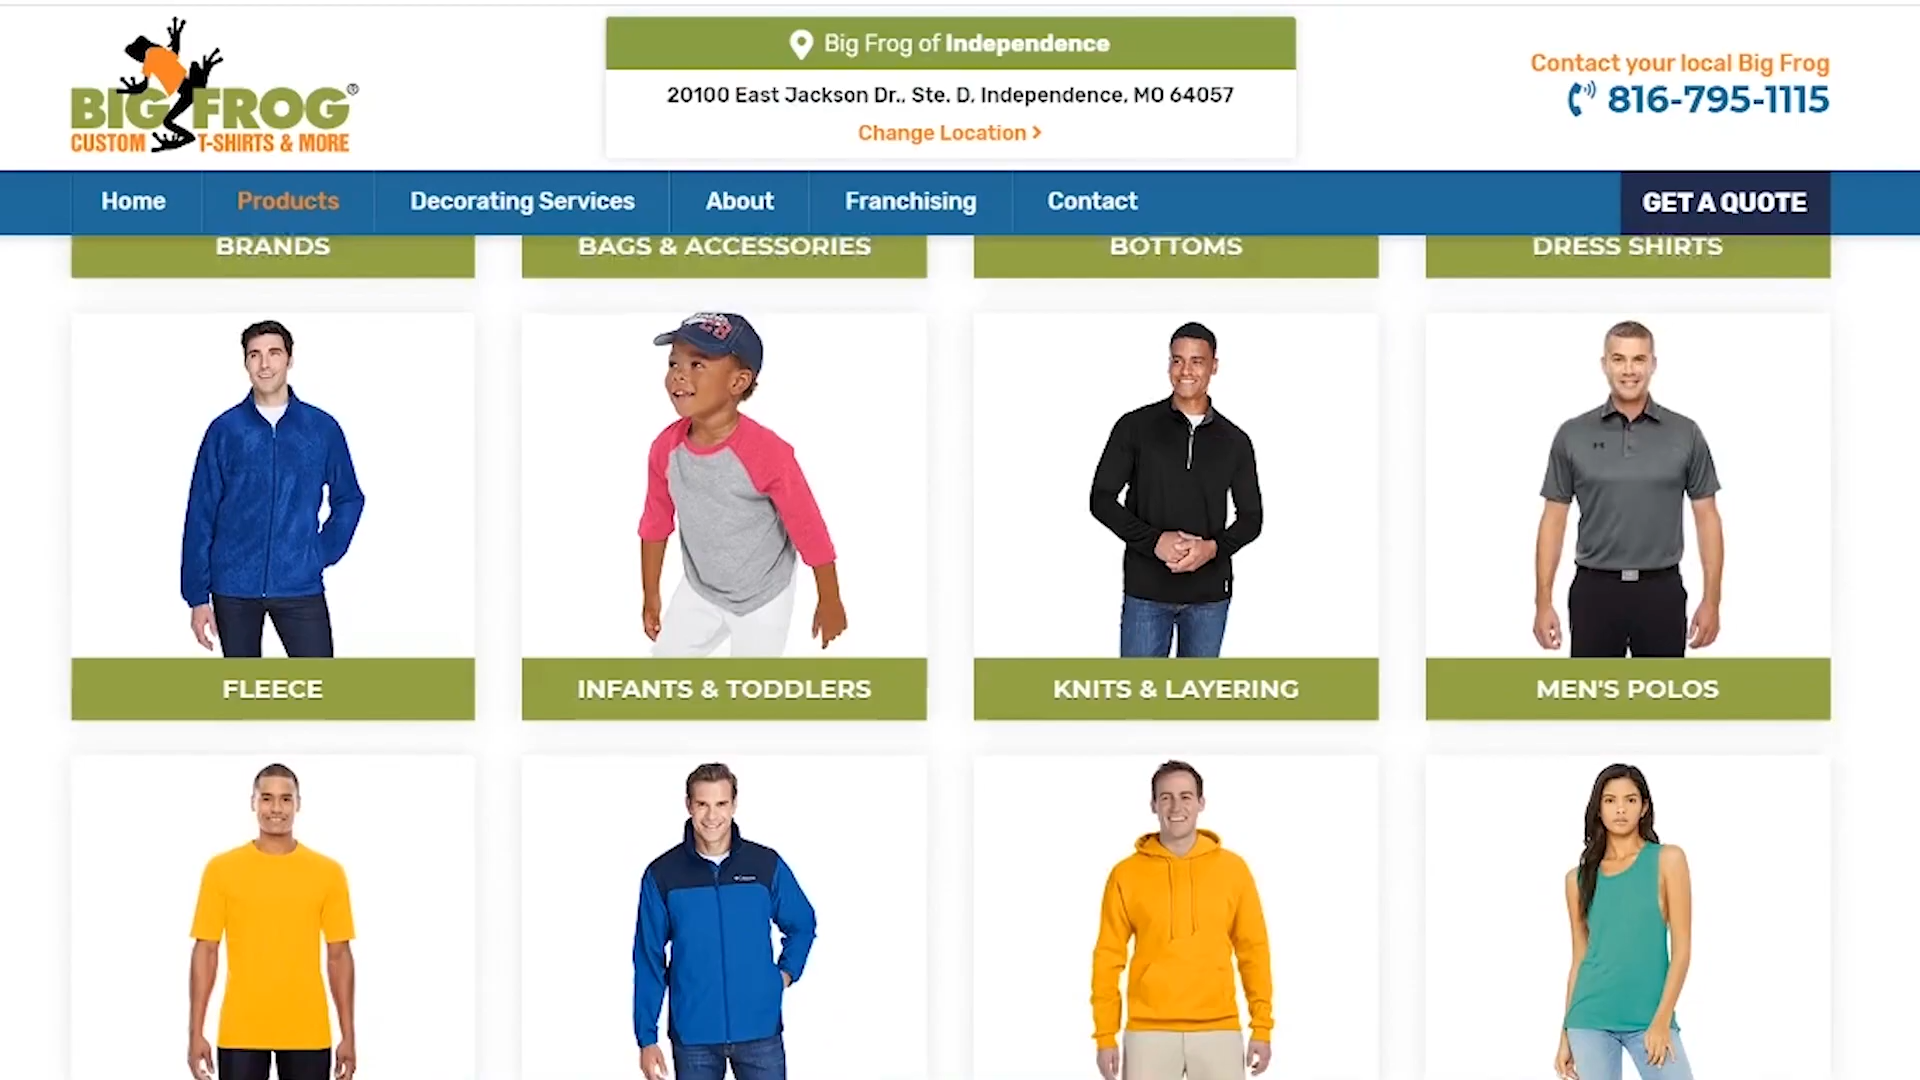 BIG FROG®
CUSTOM T-SHIRTS & MORE
Big Frog of Independence
20100 East Jackson Dr., Ste. D, Independence, MO 64057
Change Location >
Contact your local Big Frog
816-795-1115
Home Products Decorating Services About Franchising Contact GET A QUOTE
BRANDS BAGS & ACCESSORIES BOTTOMS DRESS SHIRTS
FLEECE INFANTS & TODDLERS KNITS & LAYERING MEN'S POLOS